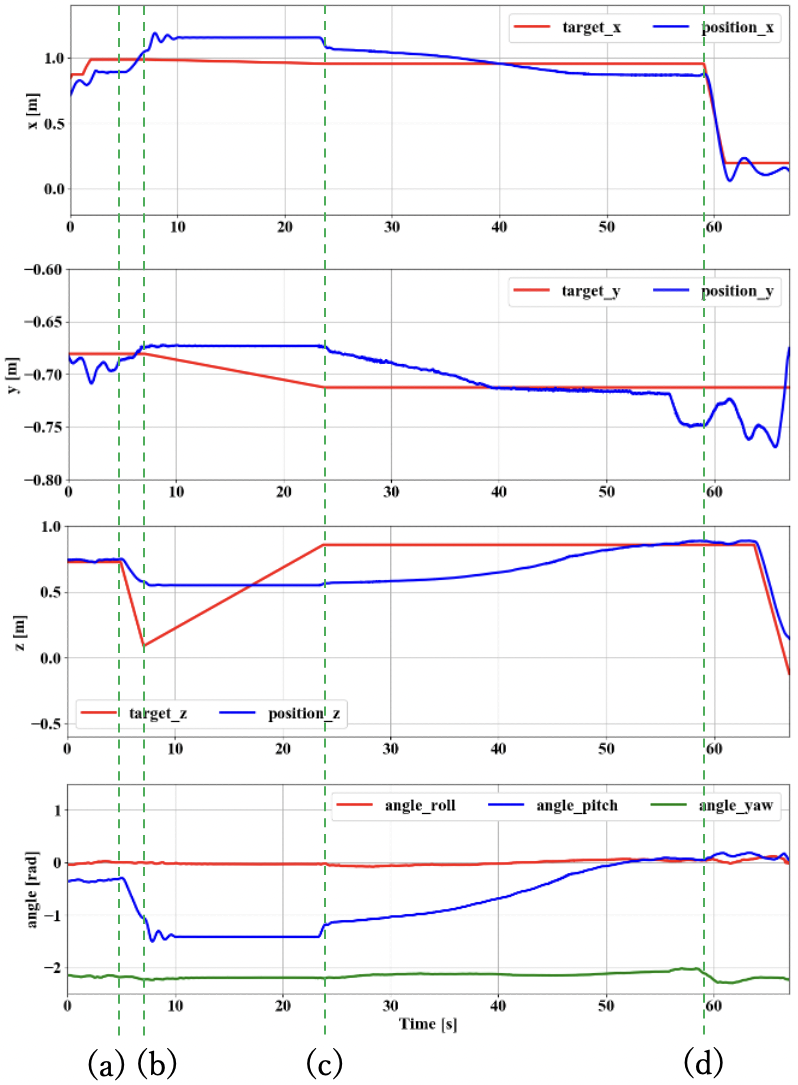 target_x position_x
1.0
0.5
0.0
x [m]
0 10 20 30 40 50 60
target_y position_y
−0.60
−0.65
−0.70
−0.75
−0.80
y [m]
0 10 20 30 40 50 60
1.0
0.5
0.0
−0.5
z [m]
target_z position_z
0 10 20 30 40 50 60
angle_roll angle_pitch angle_yaw
1
0
−1
−2
angle [rad]
0 10 20 30 40 50 60
Time [s]
(a) (b) (c) (d)